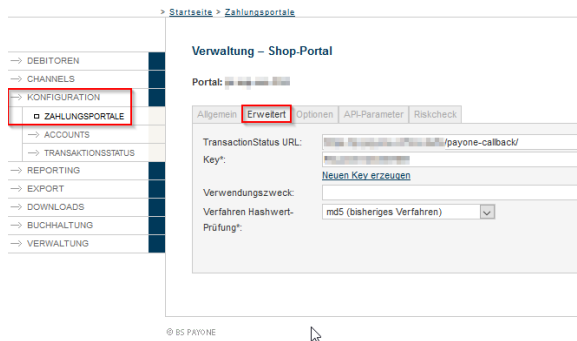 > Startseite > Zahlungsportale
DEBITOREN
CHANNELS
KONFIGURATION
ZAHLUNGSPORTALE
ACCOUNTS
TRANSAKTIONSSTATUS
REPORTING
EXPORT
DOWNLOADS
BUCHHALTUNG
VERWALTUNG
Verwaltung – Shop-Portal
Portal:
Allgemein Erweitert Optionen API-Parameter Riskcheck
TransactionStatus URL: /payone-callback/
Key*:
Neuen Key erzeugen
Verwendungszweck:
Verfahren Hashwert- md5 (bisheriges Verfahren)
Prüfung*:
© BS PAYONE